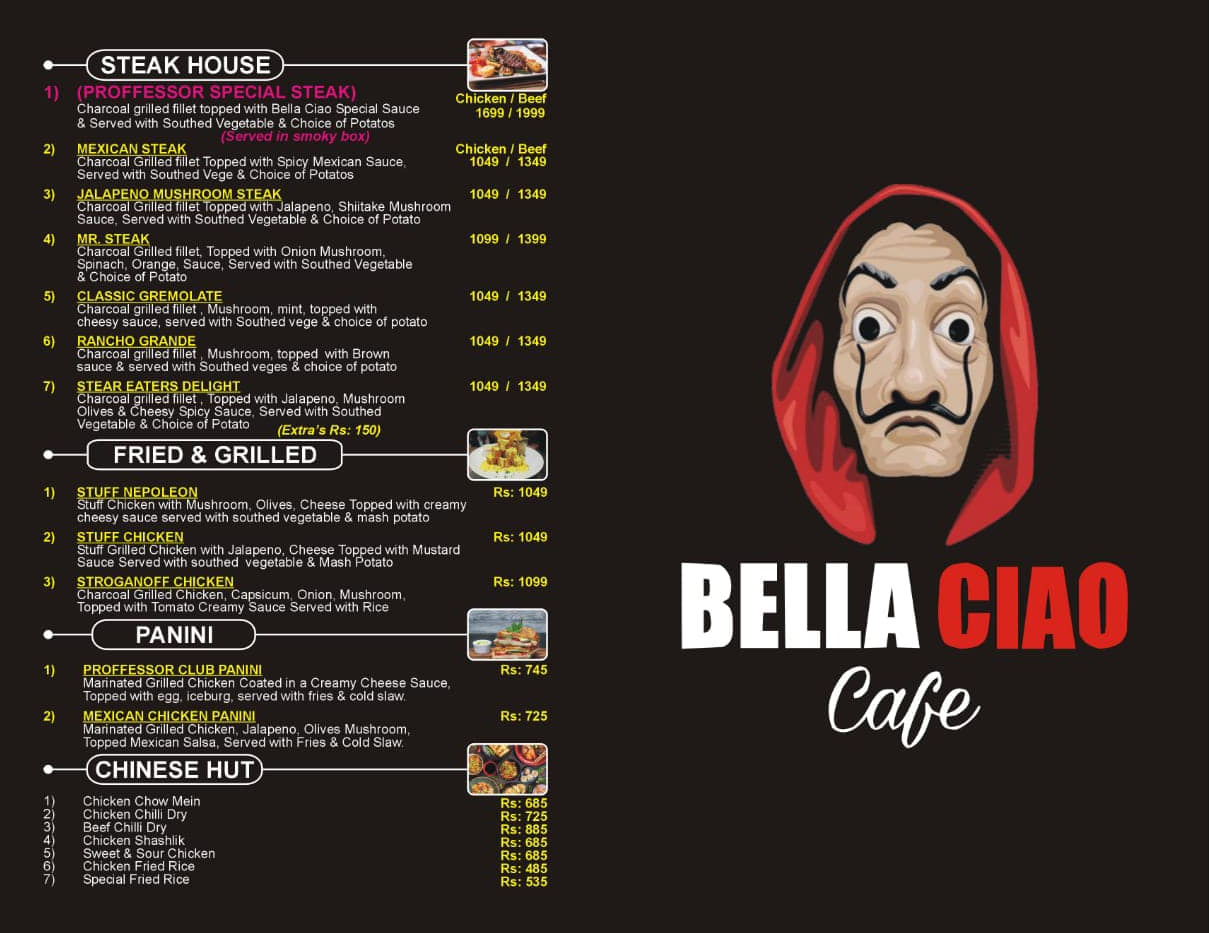 STEAK HOUSE
1) (PROFFESSOR SPECIAL STEAK)
Chicken / Beef
Charcoal grilled fillet topped with Bella Ciao Special Sauce
1699 / 1999
& Served with Southed Vegetable & Choice of Potatos
(Served in smoky box)
2) MEXICAN STEAK Chicken / Beef
Charcoal Grilled fillet Topped with Spicy Mexican Sauce, 1049 / 1349
Served with Southed Vege & Choice of Potatos
3) JALAPENO MUSHROOM STEAK 1049 / 1349
Charcoal Grilled fillet Topped with Jalapeno, Shiitake Mushroom
Sauce, Served with Southed Vegetable & Choice of Potato
4) MR. STEAK 1099 / 1399
Charcoal Grilled fillet, Topped with Onion Mushroom,
Spinach, Orange, Sauce, Served with Southed Vegetable
& Choice of Potato
5) CLASSIC GREMOLATE 1049 / 1349
Charcoal grilled fillet , Mushroom, mint, topped with
cheesy sauce, served with Southed vege & choice of potato
6) RANCHO GRANDE 1049 / 1349
Charcoal grilled fillet , Mushroom, topped with Brown
sauce & served with Southed veges & choice of potato
7) STEAR EATERS DELIGHT 1049 / 1349
Charcoal grilled fillet , Topped with Jalapeno, Mushroom
Olives & Cheesy Spicy Sauce, Served with Southed
Vegetable & Choice of Potato (Extra's Rs: 150)
FRIED & GRILLED
1) STUFF NEPOLEON Rs: 1049
Stuff Chicken with Mushroom, Olives, Cheese Topped with creamy
cheesy sauce served with southed vegetable & mash potato
2) STUFF CHICKEN Rs: 1049
Stuff Grilled Chicken with Jalapeno, Cheese Topped with Mustard
Sauce Served with southed vegetable & Mash Potato
3) STROGANOFF CHICKEN Rs: 1099
Charcoal Grilled Chicken, Capsicum, Onion, Mushroom,
Topped with Tomato Creamy Sauce Served with Rice
PANINI
1) PROFFESSOR CLUB PANINI Rs: 745
Marinated Grilled Chicken Coated in a Creamy Cheese Sauce,
Topped with egg, iceburg, served with fries & cold slaw.
2) MEXICAN CHICKEN PANINI Rs: 725
Marinated Grilled Chicken, Jalapeno, Olives Mushroom,
Topped Mexican Salsa, Served with Fries & Cold Slaw.
CHINESE HUT
1) Chicken Chow Mein Rs: 685
2) Chicken Chilli Dry Rs: 725
3) Beef Chilli Dry Rs: 885
4) Chicken Shashlik Rs: 685
5) Sweet & Sour Chicken Rs: 685
6) Chicken Fried Rice Rs: 485
7) Special Fried Rice Rs: 535
BELLA CIAO
Cafe